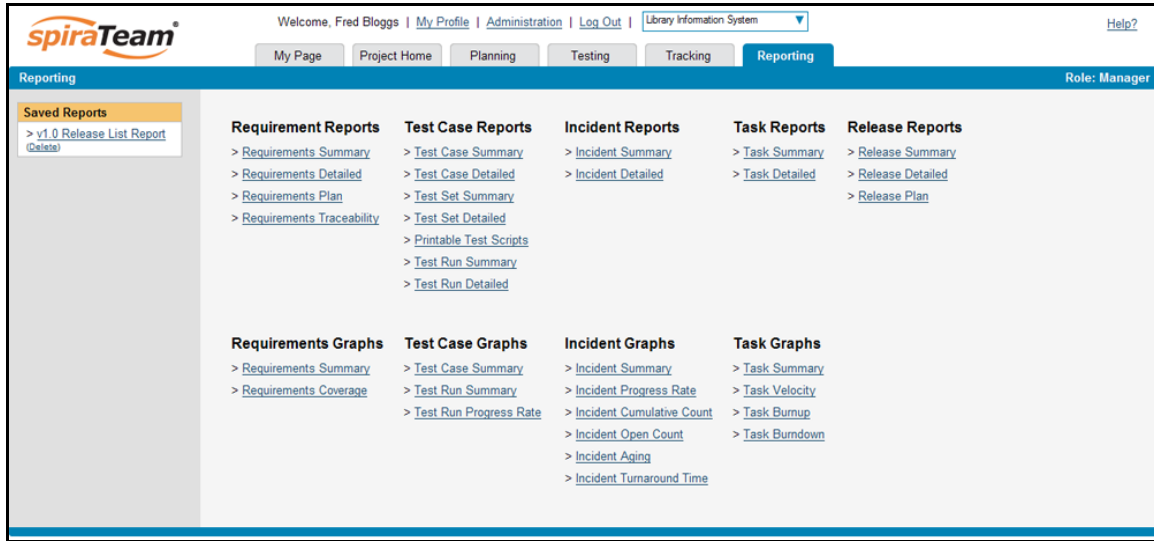 spiraTeam®
Welcome, Fred Bloggs | My Profile | Administration | Log Out | Library Information System
Help?
My Page Project Home Planning Testing Tracking Reporting
Reporting
Role: Manager
Saved Reports
> v1.0 Release List Report
(Delete)
Requirement Reports
> Requirements Summary
> Requirements Detailed
> Requirements Plan
> Requirements Traceability
Test Case Reports
> Test Case Summary
> Test Case Detailed
> Test Set Summary
> Test Set Detailed
> Printable Test Scripts
> Test Run Summary
> Test Run Detailed
Incident Reports
> Incident Summary
> Incident Detailed
Task Reports
> Task Summary
> Task Detailed
Release Reports
> Release Summary
> Release Detailed
> Release Plan
Requirements Graphs
> Requirements Summary
> Requirements Coverage
Test Case Graphs
> Test Case Summary
> Test Run Summary
> Test Run Progress Rate
Incident Graphs
> Incident Summary
> Incident Progress Rate
> Incident Cumulative Count
> Incident Open Count
> Incident Aging
> Incident Turnaround Time
Task Graphs
> Task Summary
> Task Velocity
> Task Burnup
> Task Burndown